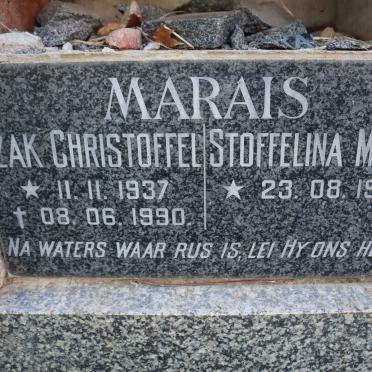 MARAIS
LAK CHRISTOFFEL STOFFELINA M
★ 11. 11. 1937 ★ 23. 08. 19
✝ 08. 06. 1990.
NA WATERS WAAR RUS IS, LEI HY ONS H